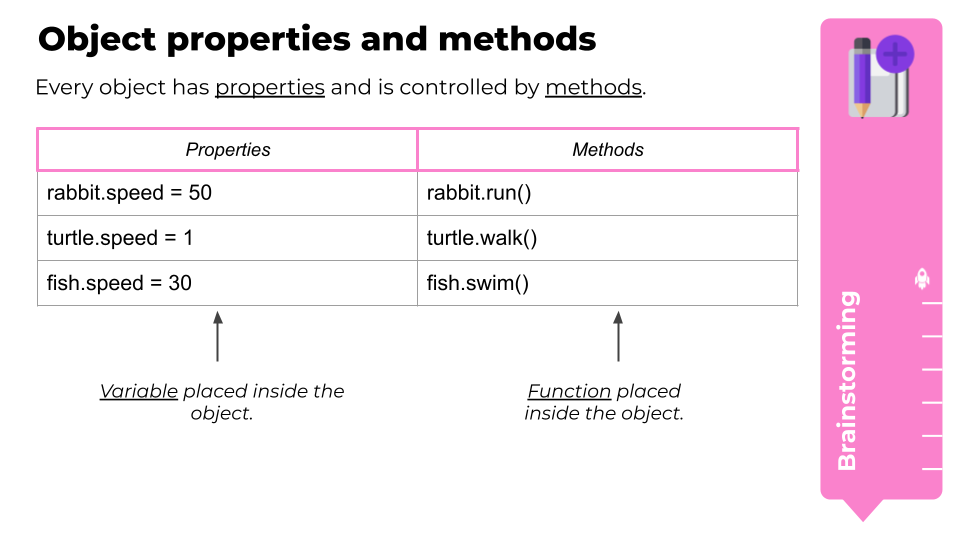 Object properties and methods
Every object has properties and is controlled by methods.
Properties
Methods
rabbit.speed = 50
rabbit.run()
turtle.speed = 1
turtle.walk()
fish.speed = 30
fish.swim()
Variable placed inside the
object.
Function placed
inside the object.
Brainstorming